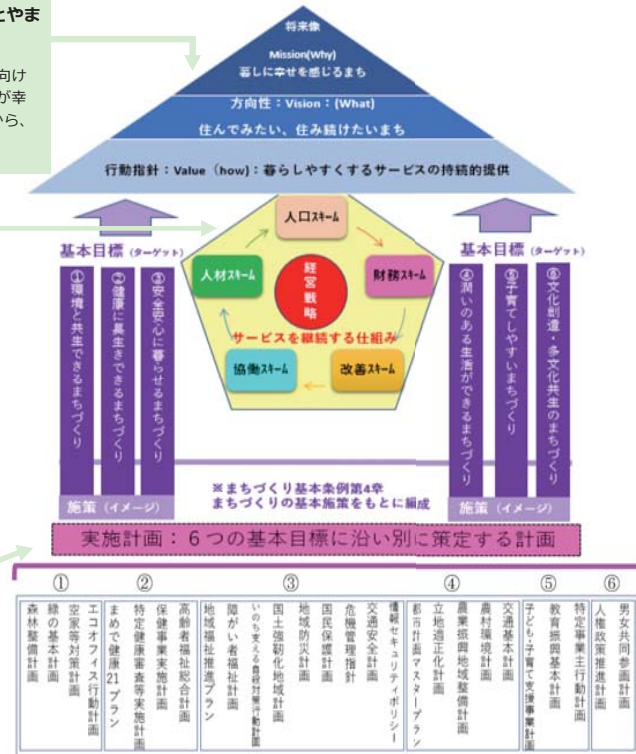 とやま
向け
が幸
から、
将来像
Mission(Why)
暮しに幸せを感じるまち
方向性：Vision：(What)
住んでみたい、住み続けたいまち
行動指針：Value（how)：暮らしやすくするサービスの持続的提供
基本目標（ターゲット）
①環境と共生できるまちづくり
②健康に長生きできるまちづくり
③安全安心に暮らせるまちづくり
施策（イメージ）
人口スキーム
人材スキーム
財務スキーム
経営戦略
サービスを継続する仕組み
協働スキーム
改善スキーム
基本目標（ターゲット）
④潤いのある生活ができるまちづくり
⑤子育てしやすいまちづくり
⑥文化創造・多文化共生のまちづくり
施策（イメージ）
※まちづくり基本条例第4章
まちづくりの基本施策をもとに編成
実施計画：６つの基本目標に沿い別に策定する計画
①
森林整備計画
緑の基本計画
空家等対策計画
エコオフィス行動計画
②
まめで健康21プラン
特定健康審査等実施計画
保健事業実施計画
高齢者福祉総合計画
③
地域福祉推進プラン
障がい者福祉計画
いのち支える自殺対策行動計画
国土強靭化地域計画
地域防災計画
国民保護計画
危機管理指針
交通安全計画
情報セキュリティポリシー
④
都市計画マスタープラン
立地適正化計画
農業振興地域整備計画
農村環境計画
交通基本計画
⑤
子ども・子育て支援事業計画
教育振興基本計画
特定事業主行動計画
⑥
人権政策推進計画
男女共同参画計画